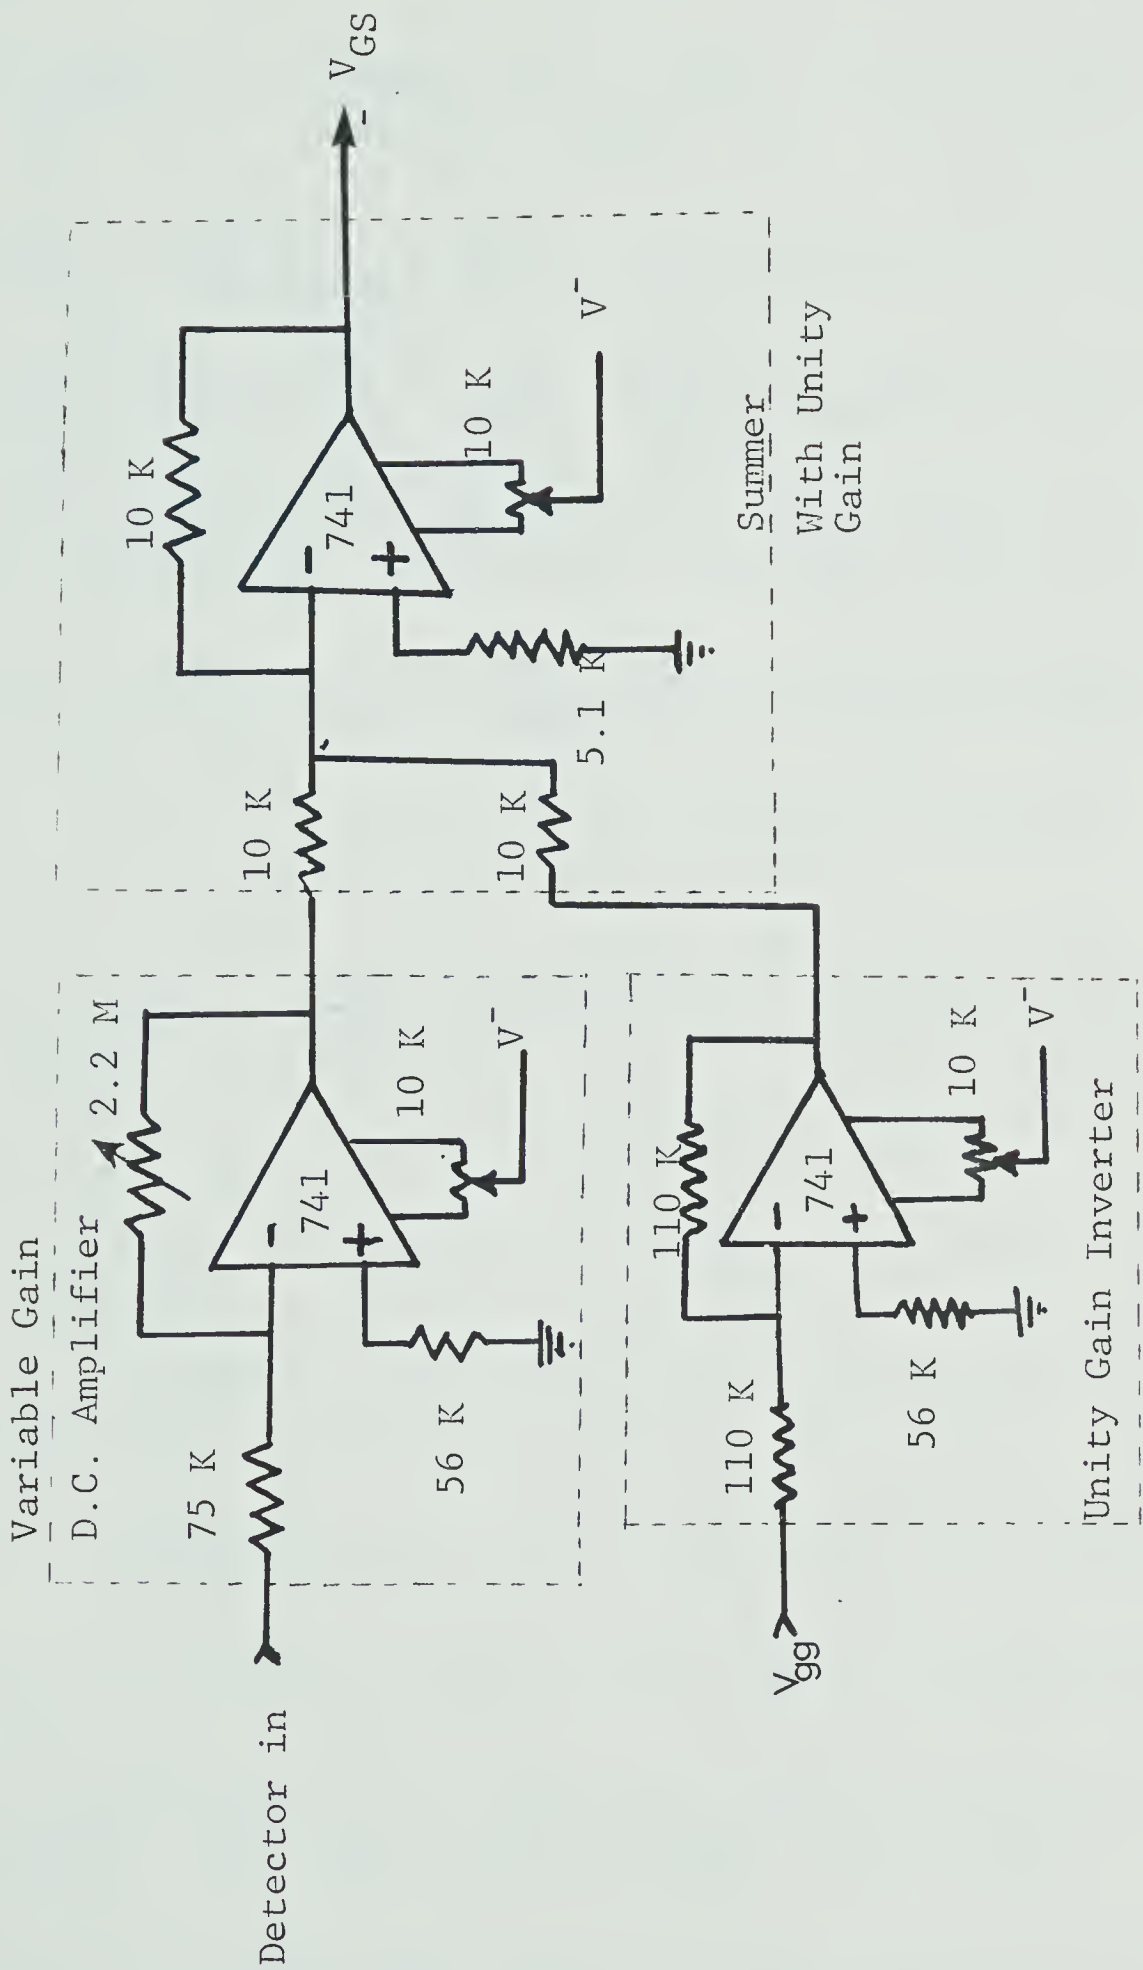 Variable Gain
D.C. Amplifier
2.2 M
75 K
741
-
+
10 K
56 K
V-
Detector in
10 K
10 K
10 K
741
-
+
10 K
5.1 K
V-
- VGS
Summer
With Unity
Gain
Vgg
110 K
110 K
741
-
+
10 K
56 K
V-
Unity Gain Inverter